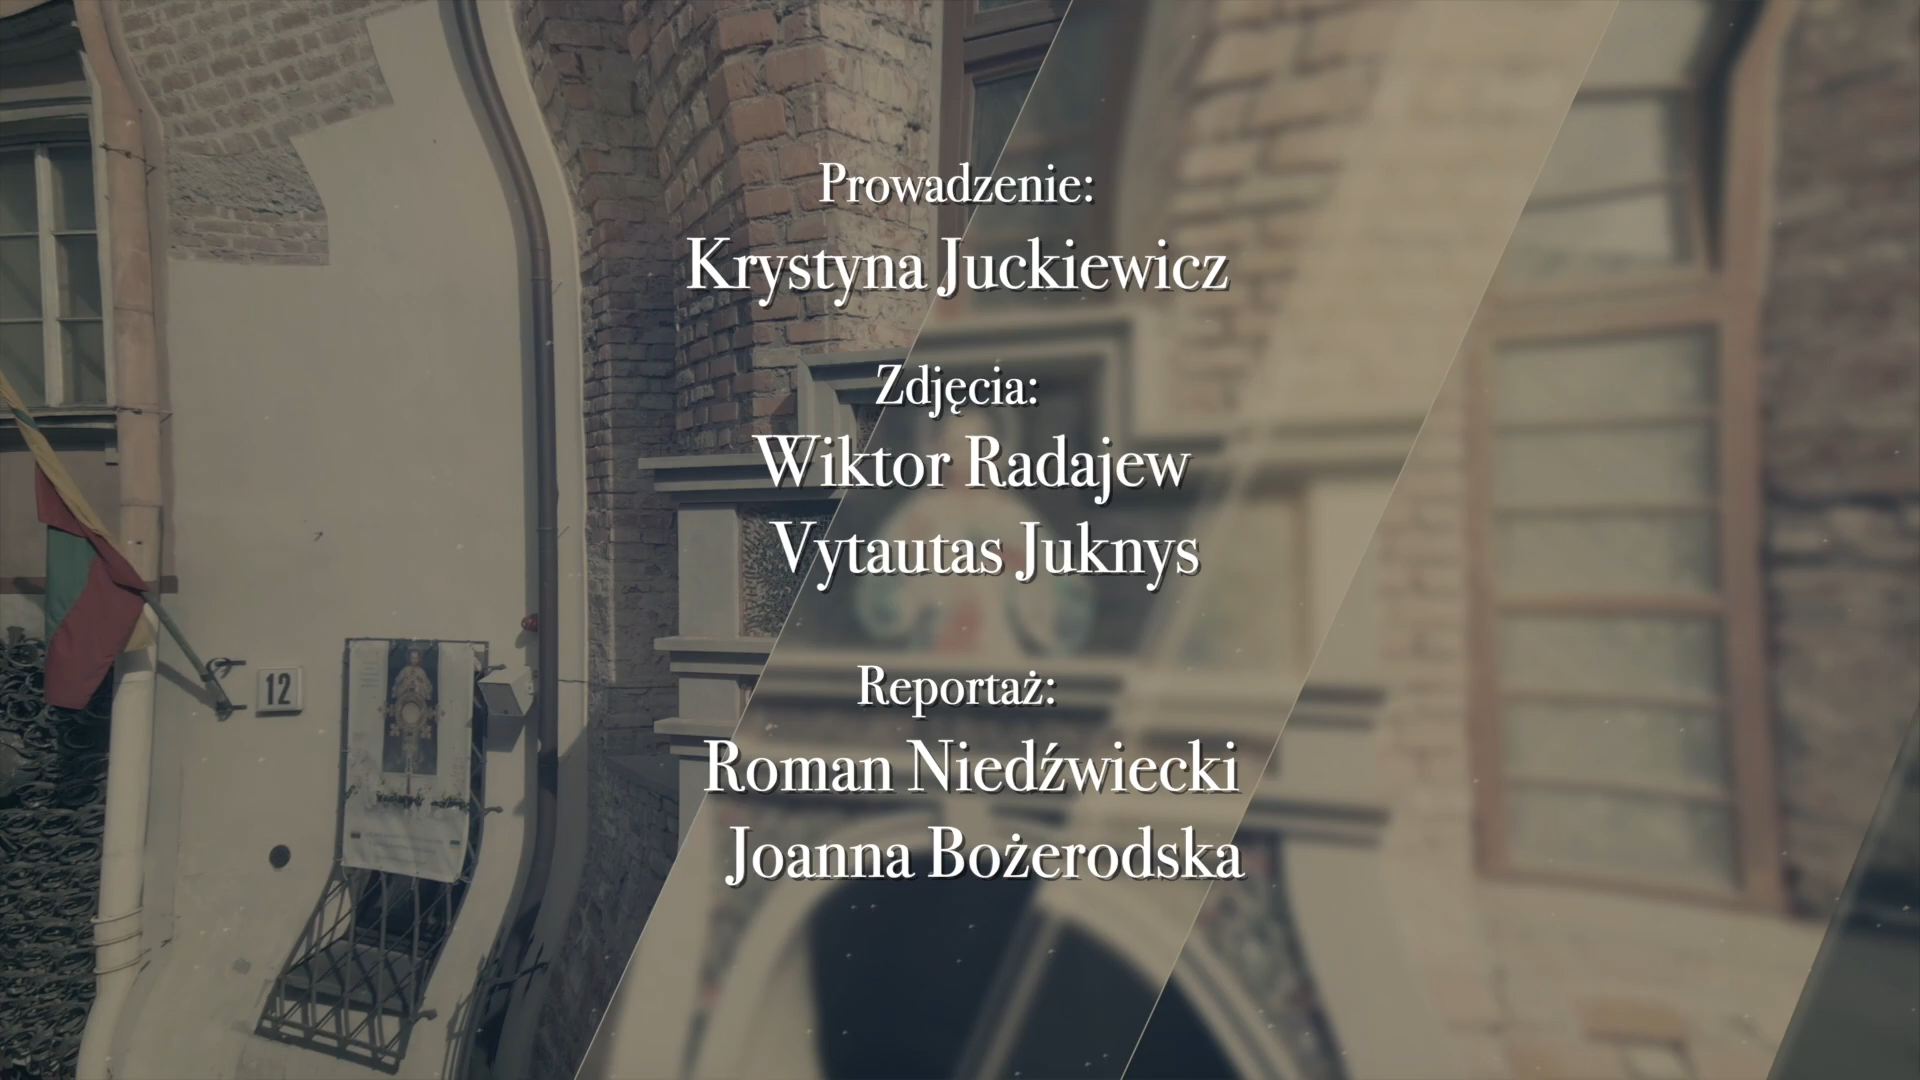 Prowadzenie:
Krystyna Juckiewicz
Zdjęcia:
Wiktor Radajew
Vytautas Juknys
Reportaż:
Roman Niedźwiecki
Joanna Bożerodska
12